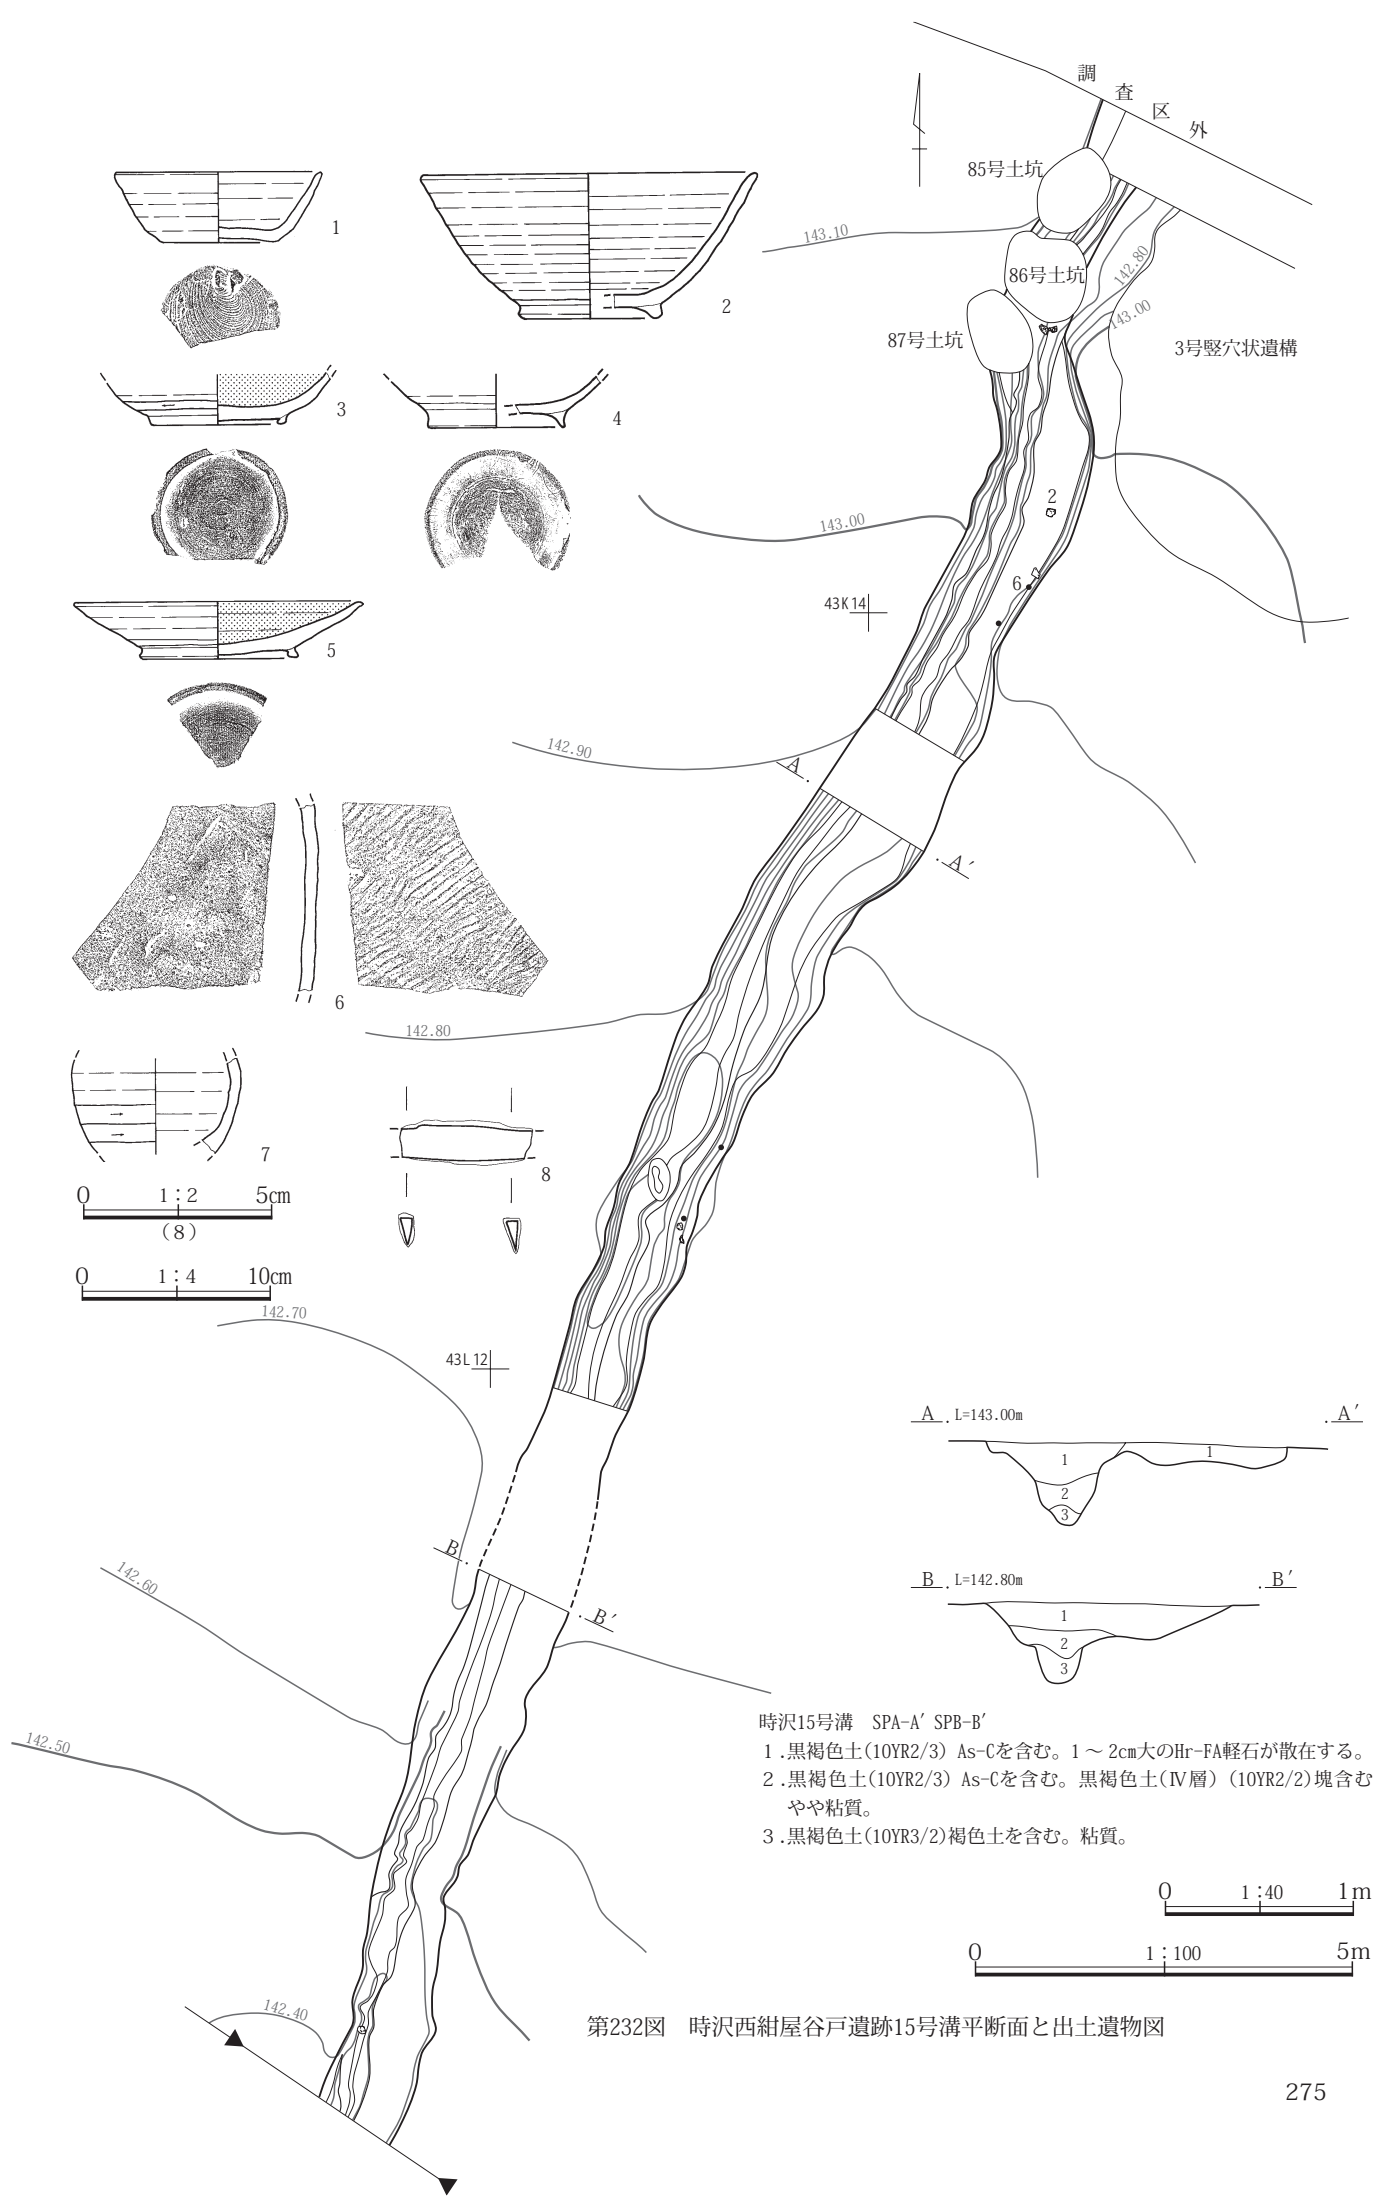 調査区外
85号土坑
86号土坑
87号土坑
3号竪穴状遺構
143.10
142.80
143.00
1
2
3
4
2
143.00
6
43K14
5
142.90
A
A′
6
142.80
7
8
0 1:2 5cm
(8)
0 1:4 10cm
142.70
43L12
A L=143.00m A′
1
1
2
3
B
B′
B L=142.80m B′
1
2
3
142.60
142.50
142.40
時沢15号溝 SPA-A′ SPB-B′
1.黒褐色土(10YR2/3) As-Cを含む。1～2cm大のHr-FA軽石が散在する。
2.黒褐色土(10YR2/3) As-Cを含む。黒褐色土(Ⅳ層)(10YR2/2)塊含む
やや粘質。
3.黒褐色土(10YR3/2)褐色土を含む。粘質。
0 1:40 1m
0 1:100 5m
第232図 時沢西紺屋谷戸遺跡15号溝平断面と出土遺物図
275